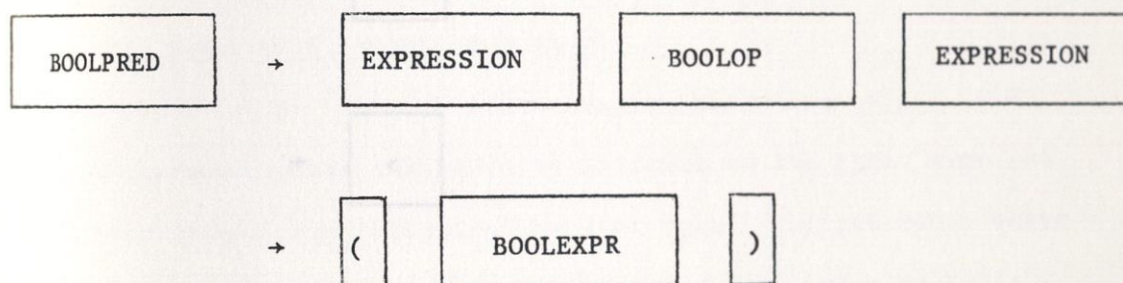 BOOLPRED → EXPRESSION BOOLOP EXPRESSION
→ ( BOOLEXPR )